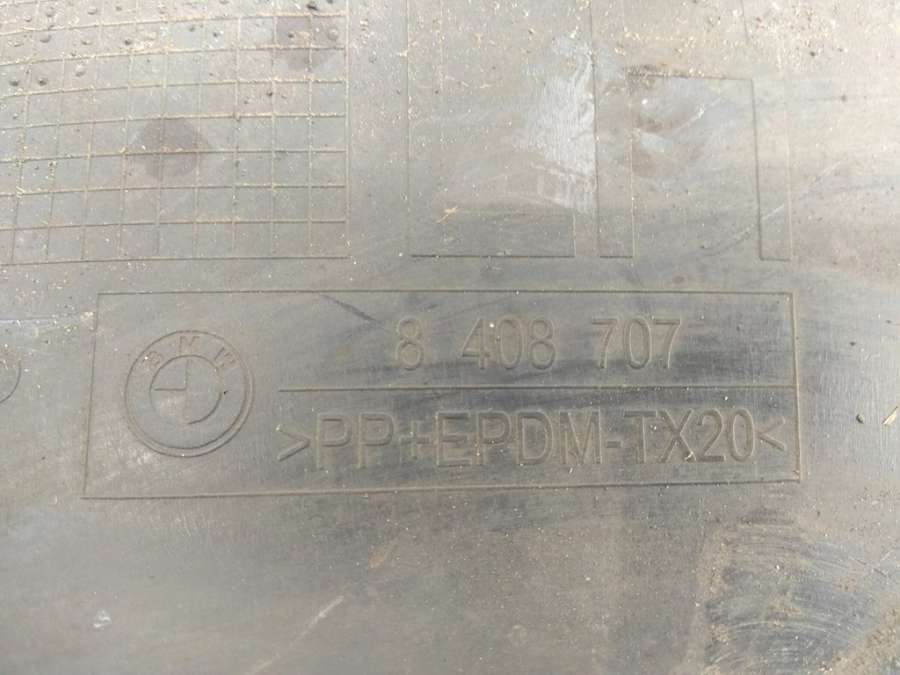 BMW
8 408 707
>PP+EPDM-TX20<